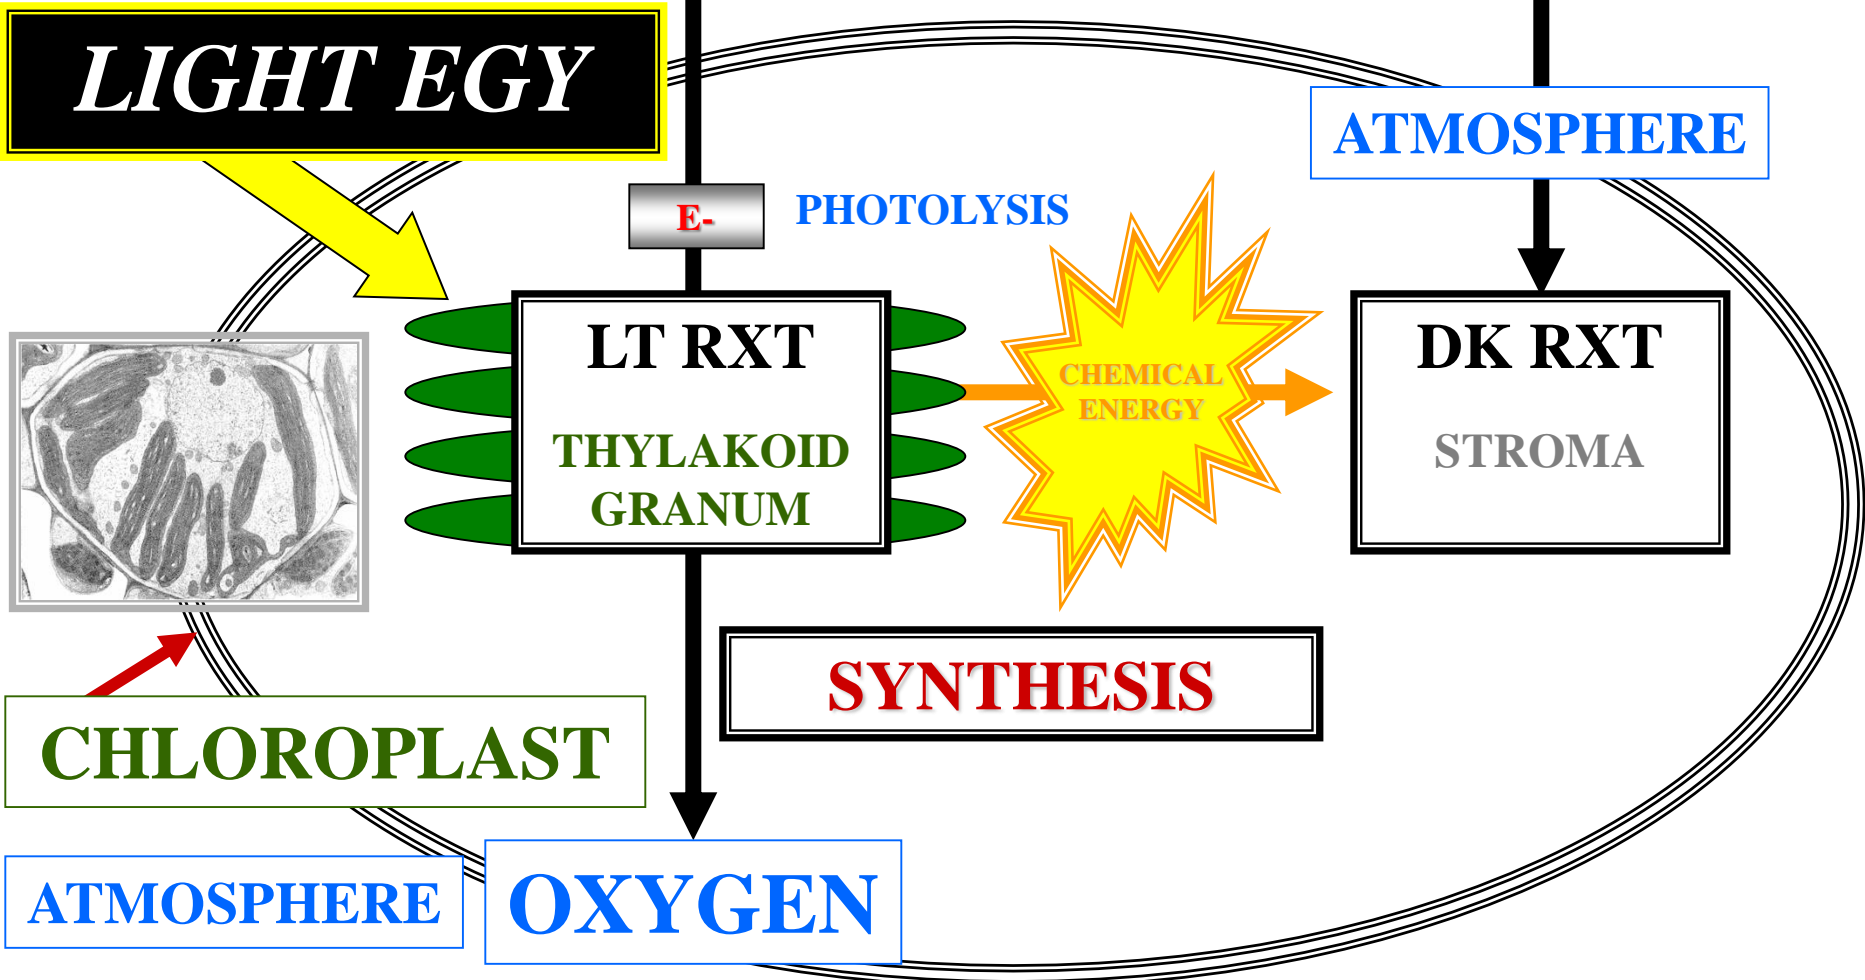 LIGHT EGY
ATMOSPHERE
E-
PHOTOLYSIS
LT RXT
THYLAKOID
GRANUM
CHEMICAL
ENERGY
DK RXT
STROMA
SYNTHESIS
CHLOROPLAST
ATMOSPHERE
OXYGEN